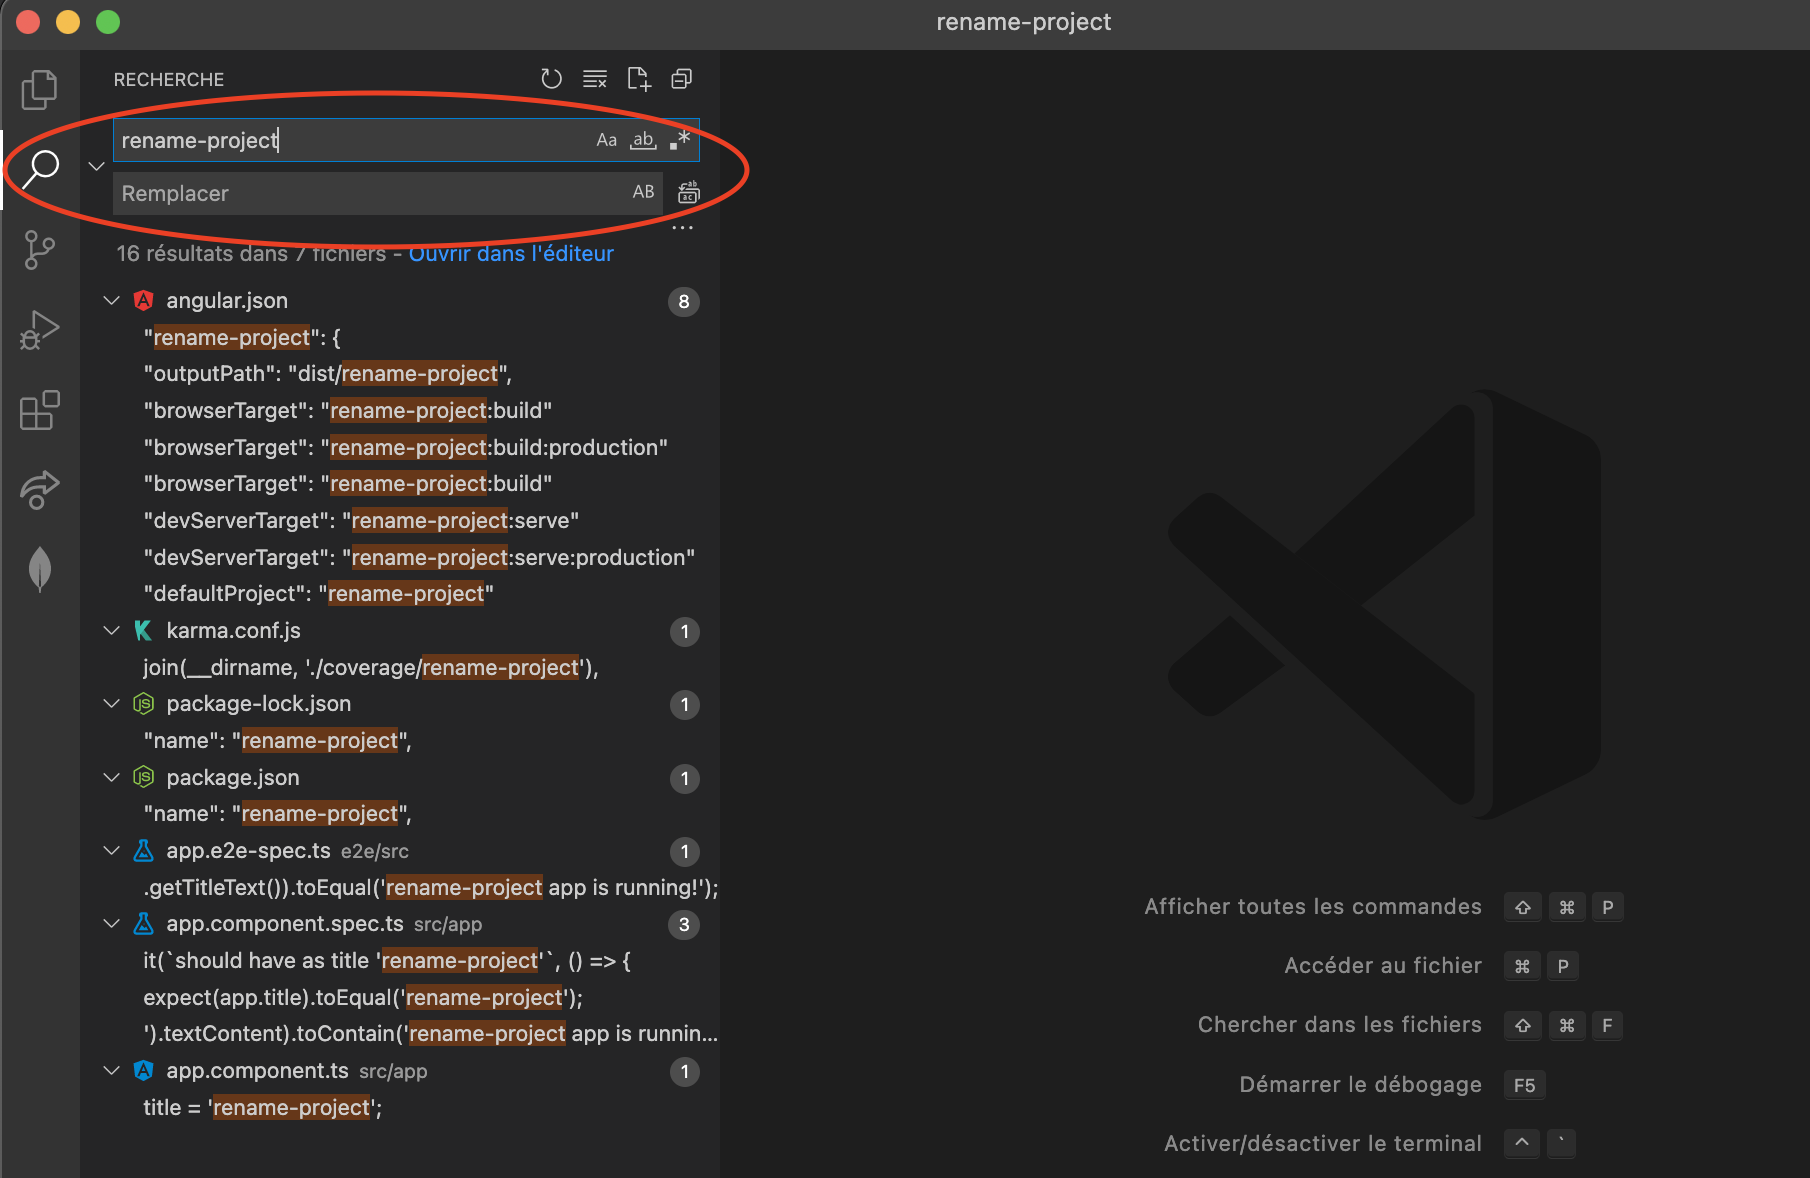 rename-project
RECHERCHE
rename-project
Aa
ab
Remplacer
AB
16 résultats dans 7 fichiers - Ouvrir dans l'éditeur
angular.json
8
"rename-project": {
"outputPath": "dist/rename-project",
"browserTarget": "rename-project:build"
"browserTarget": "rename-project:build:production"
"browserTarget": "rename-project:build"
"devServerTarget": "rename-project:serve"
"devServerTarget": "rename-project:serve:production"
"defaultProject": "rename-project"
karma.conf.js
1
join(__dirname, './coverage/rename-project'),
package-lock.json
1
"name": "rename-project",
package.json
1
"name": "rename-project",
app.e2e-spec.ts e2e/src
1
.getTitleText()).toEqual('rename-project app is running!');
app.component.spec.ts src/app
3
it(`should have as title 'rename-project'`, () => {
expect(app.title).toEqual('rename-project');
').textContent).toContain('rename-project app is runnin...
app.component.ts src/app
1
title = 'rename-project';
Afficher toutes les commandes ⇧ ⌘ P
Accéder au fichier ⌘ P
Chercher dans les fichiers ⇧ ⌘ F
Démarrer le débogage F5
Activer/désactiver le terminal ^ `